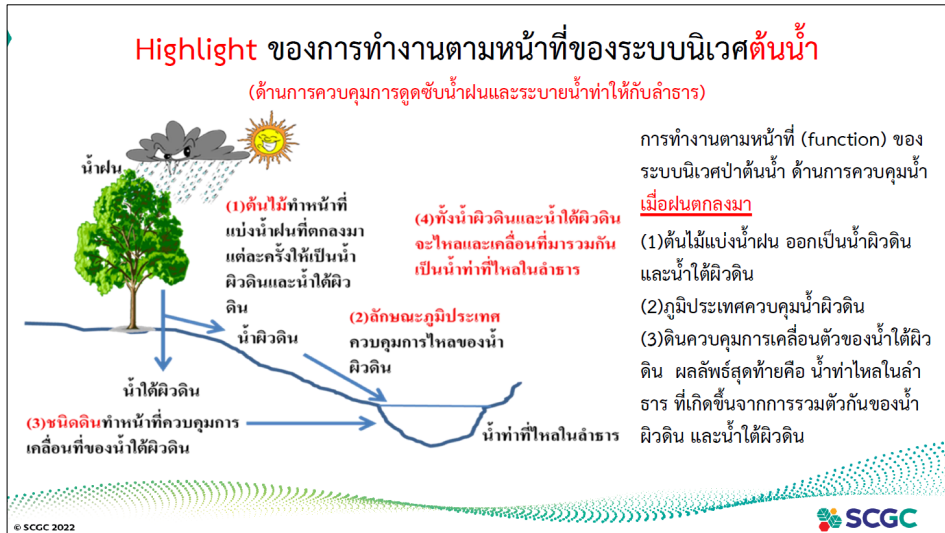 Highlight ของการทำงานตามหน้าที่ของระบบนิเวศต้นน้ำ
(ด้านการควบคุมการดูดซับน้ำฝนและระบายน้ำท่าให้กับลำธาร)
น้ำฝน
(1)ต้นไม้ทำหน้าที่
แบ่งน้ำฝนที่ตกลงมา
แต่ละครั้งให้เป็นน้ำ
ผิวดินและน้ำใต้ผิว
ดิน
(4)ทั้งน้ำผิวดินและน้ำใต้ผิวดิน
จะไหลและเคลื่อนที่มารวมกัน
เป็นน้ำท่าที่ไหลในลำธาร
น้ำผิวดิน
(2)ลักษณะภูมิประเทศ
ควบคุมการไหลของน้ำ
ผิวดิน
น้ำใต้ผิวดิน
(3)ชนิดดินทำหน้าที่ควบคุมการ
เคลื่อนที่ของน้ำใต้ผิวดิน
น้ำท่าที่ไหลในลำธาร
การทำงานตามหน้าที่ (function) ของ
ระบบนิเวศป่าต้นน้ำ ด้านการควบคุมน้ำ
เมื่อฝนตกลงมา
(1)ต้นไม้แบ่งน้ำฝน ออกเป็นน้ำผิวดิน
และน้ำใต้ผิวดิน
(2)ภูมิประเทศควบคุมน้ำผิวดิน
(3)ดินควบคุมการเคลื่อนตัวของน้ำใต้ผิว
ดิน ผลลัพธ์สุดท้ายคือ น้ำท่าไหลในลำ
ธาร ที่เกิดขึ้นจากการรวมตัวกันของน้ำ
ผิวดิน และน้ำใต้ผิวดิน
© SCGC 2022
SCGC